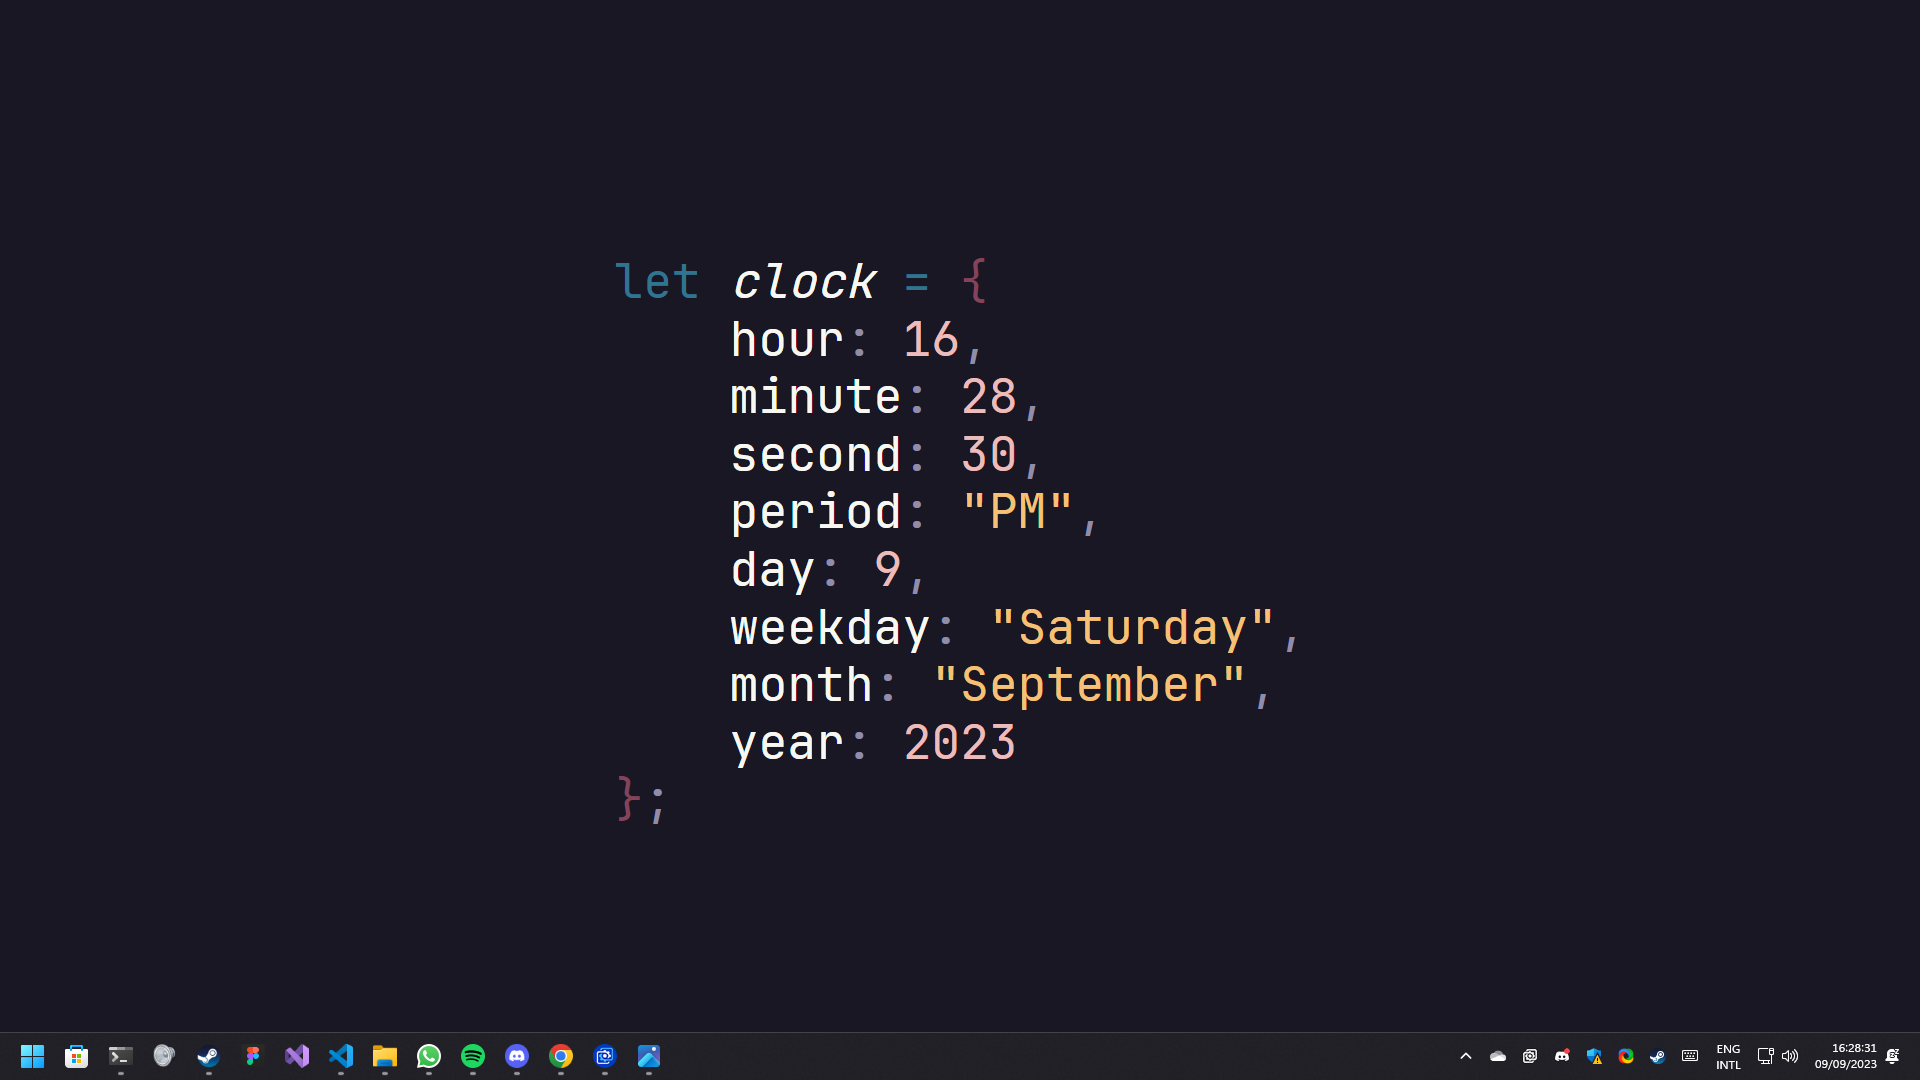 let clock = {
    hour: 16,
    minute: 28,
    second: 30,
    period: "PM",
    day: 9,
    weekday: "Saturday",
    month: "September",
    year: 2023
};
ENG
INTL
16:28:31
09/09/2023